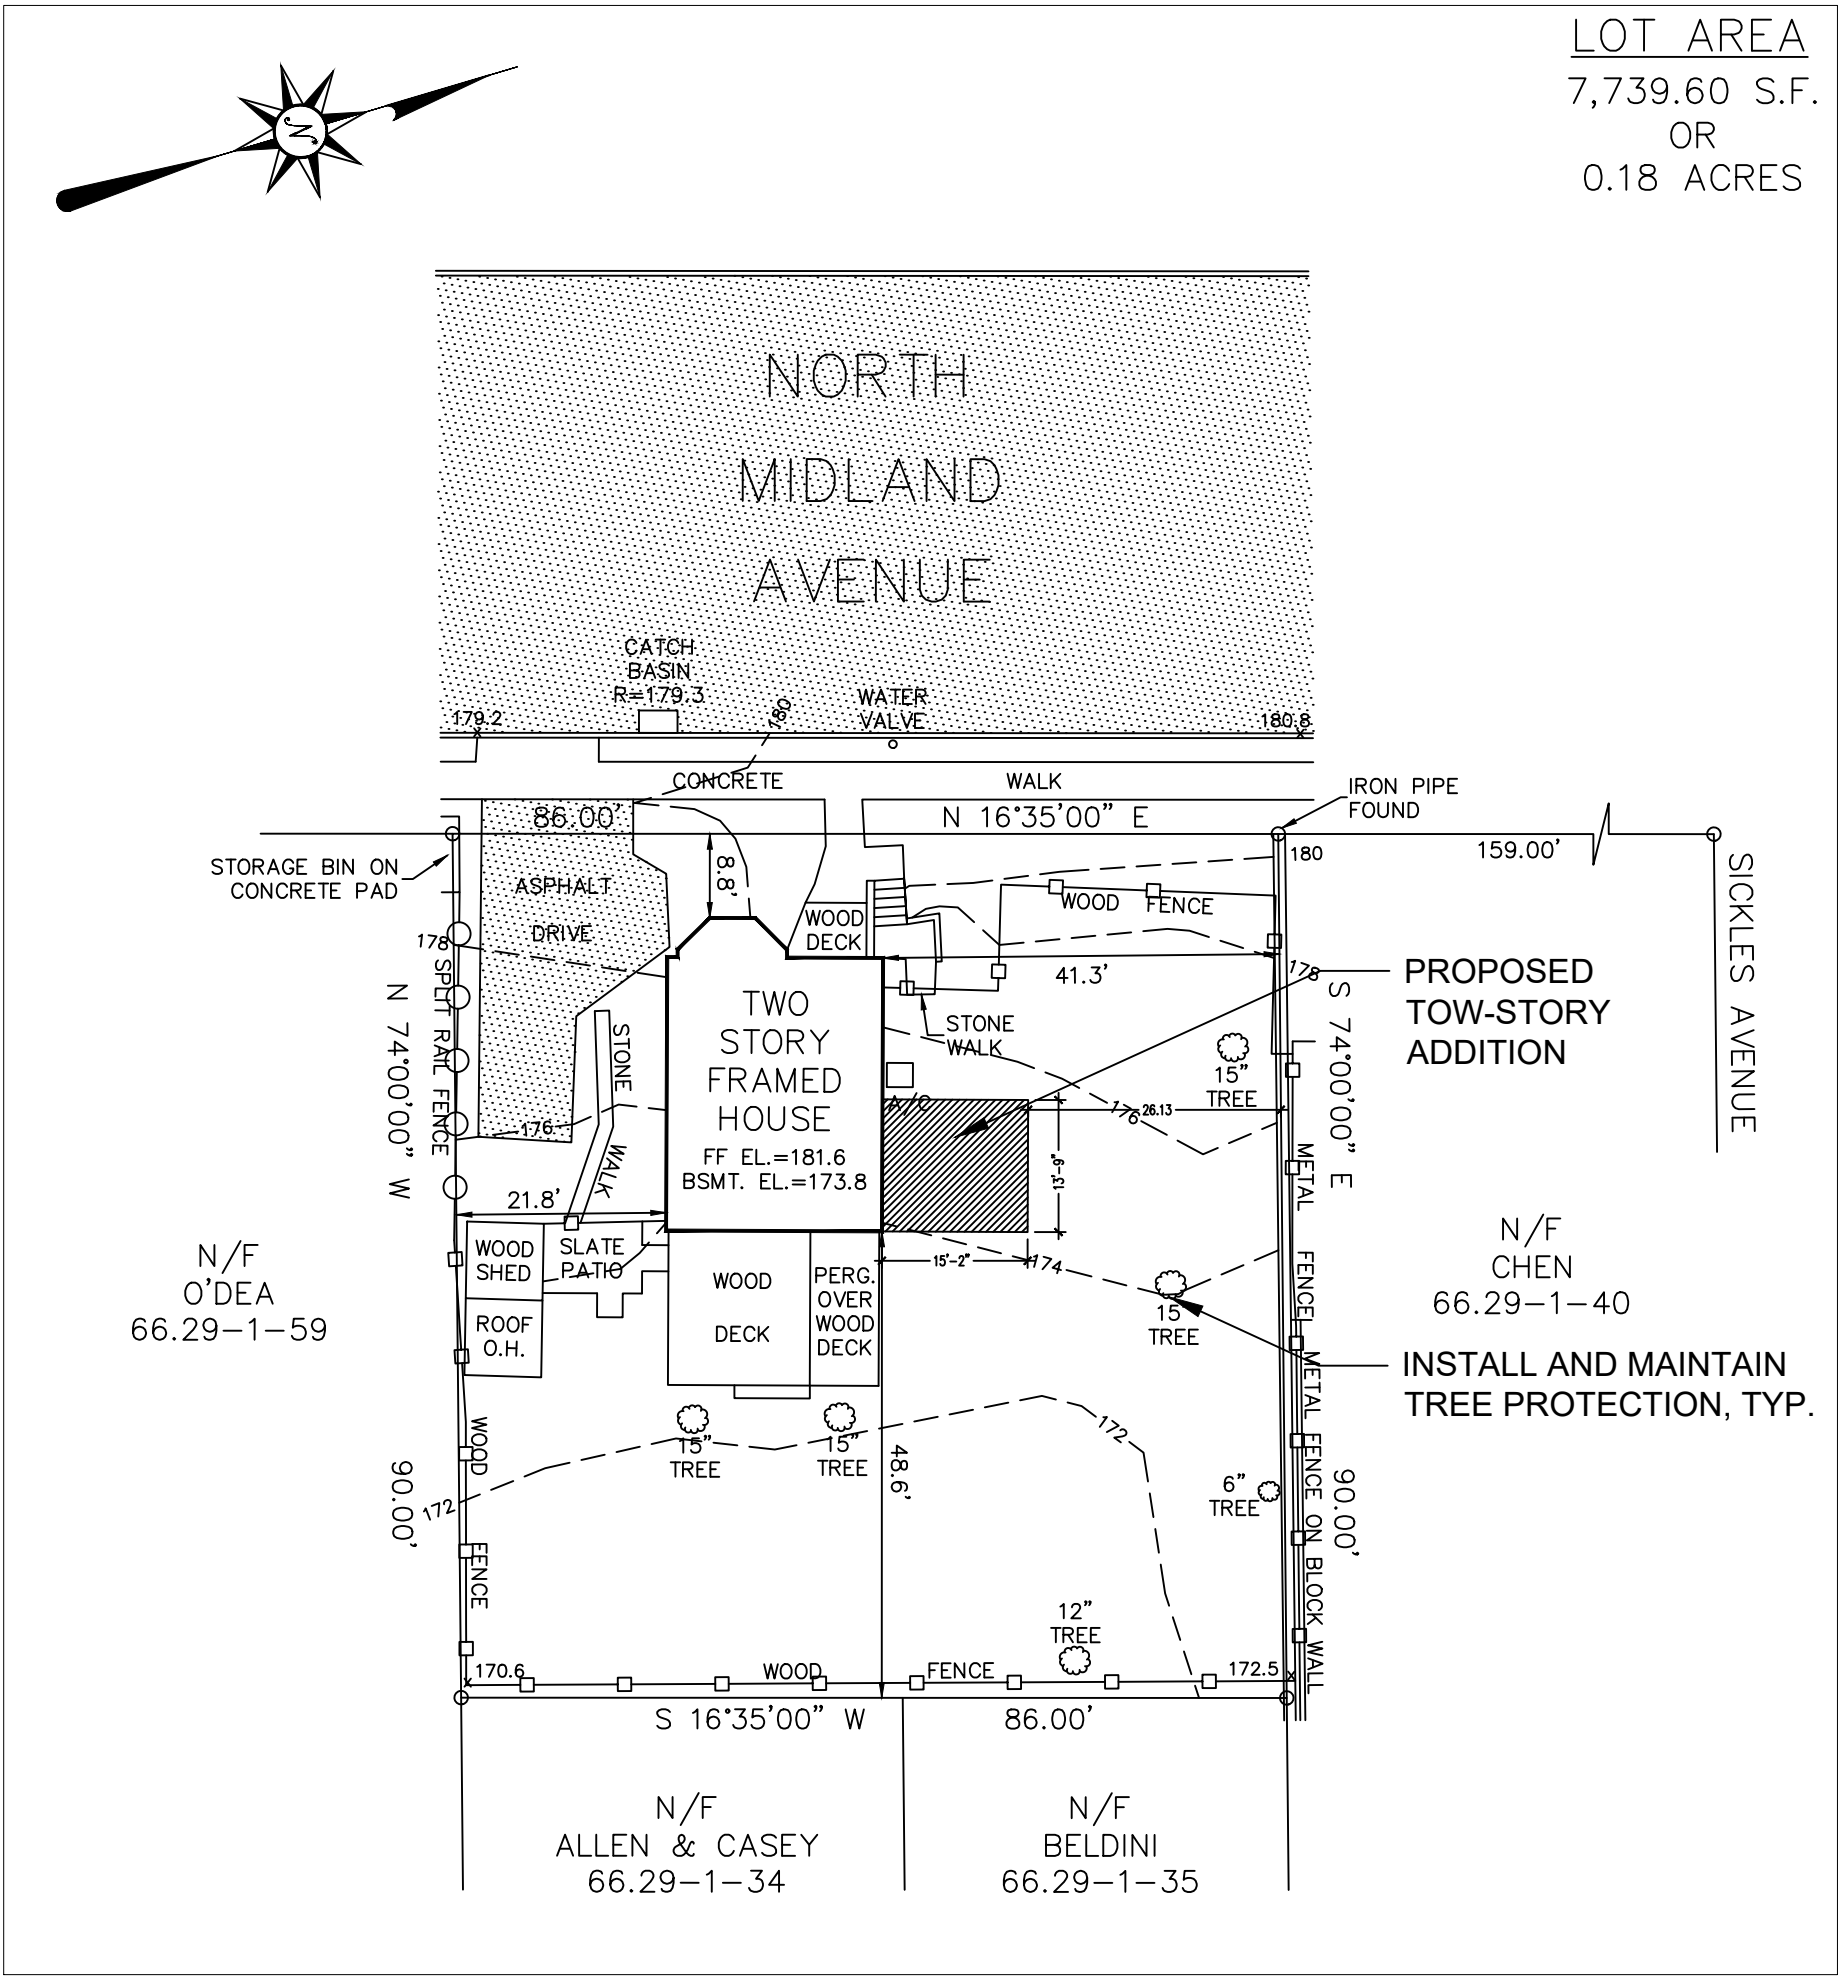 LOT AREA
7,739.60 S.F.
OR
0.18 ACRES
N
NORTH
MIDLAND
AVENUE
CATCH
BASIN
R=179.3
180
WATER
VALVE
179.2
180.8
CONCRETE
WALK
86.00'
N 16°35'00" E
IRON PIPE
FOUND
159.00'
180
SICKLES AVENUE
STORAGE BIN ON
CONCRETE PAD
ASPHALT
DRIVE
8.8'
WOOD
DECK
WOOD FENCE
178
SPLIT RAIL FENCE
N 74°00'00" W
41.3'
178
S 74°00'00" E
PROPOSED
TOW-STORY
ADDITION
TWO
STORY
FRAMED
HOUSE
FF EL.=181.6
BSMT. EL.=173.8
STONE
WALK
STONE
WALK
A/C
15"
TREE
176
176
26.13
13'-9"
METAL FENCE
21.8'
WOOD
SHED
SLATE
PATIO
ROOF
O.H.
WOOD
DECK
PERG.
OVER
WOOD
DECK
15'-2"
174
15
TREE
N/F
O'DEA
66.29-1-59
N/F
CHEN
66.29-1-40
INSTALL AND MAINTAIN
TREE PROTECTION, TYP.
METAL FENCE ON BLOCK WALL
15"
TREE
15"
TREE
172
48.6'
6"
TREE
90.00'
90.00'
172
WOOD FENCE
12"
TREE
170.6
WOOD FENCE
172.5
S 16°35'00" W
86.00'
N/F
ALLEN & CASEY
66.29-1-34
N/F
BELDINI
66.29-1-35